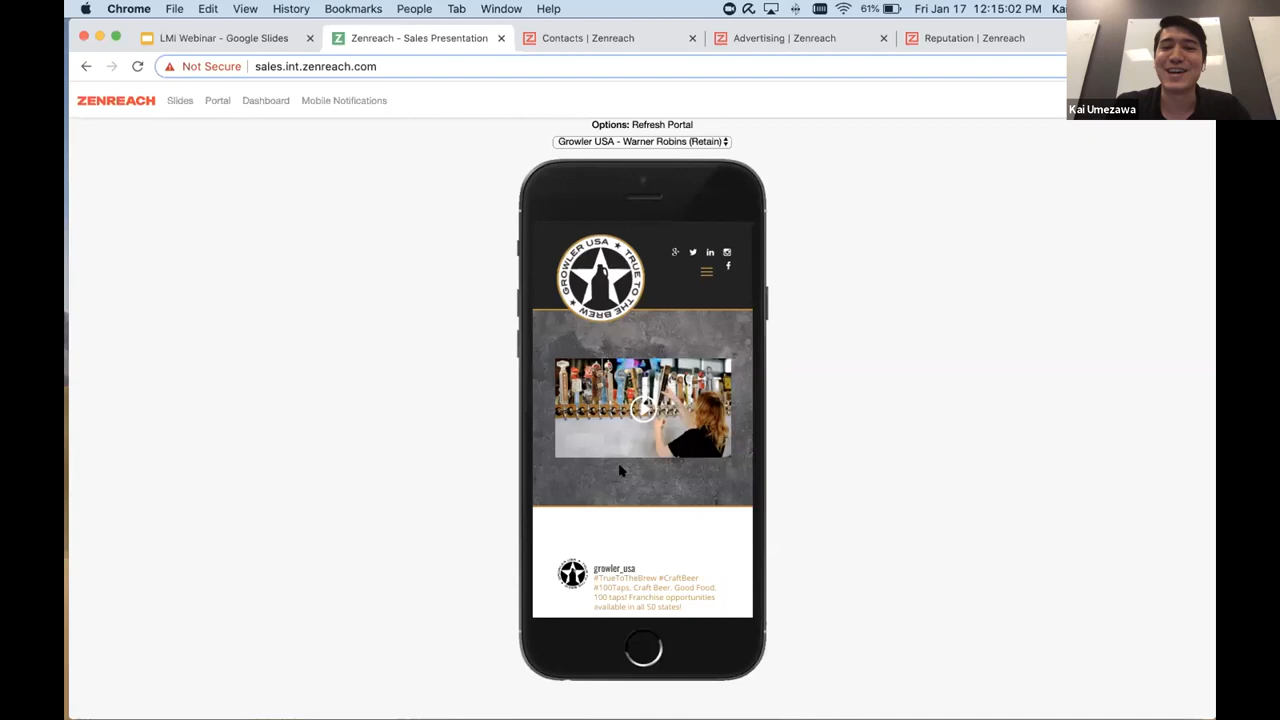 Chrome File Edit View History Bookmarks People Tab Window Help 61% Fri Jan 17 12:15:02 PM Kai
LMI Webinar - Google Slides Zenreach - Sales Presentation Contacts | Zenreach Advertising | Zenreach Reputation | Zenreach
Not Secure sales.int.zenreach.com
Kai Umezawa
ZENREACH Slides Portal Dashboard Mobile Notifications
Options: Refresh Portal
Growler USA - Warner Robins (Retain)
GROWLER USA ★ TRUE TO THE BREW ★
growler_usa
#TrueToTheBrew #CraftBeer
#100Taps. Craft Beer. Good Food.
100 taps! Franchise opportunities
available in all 50 states!